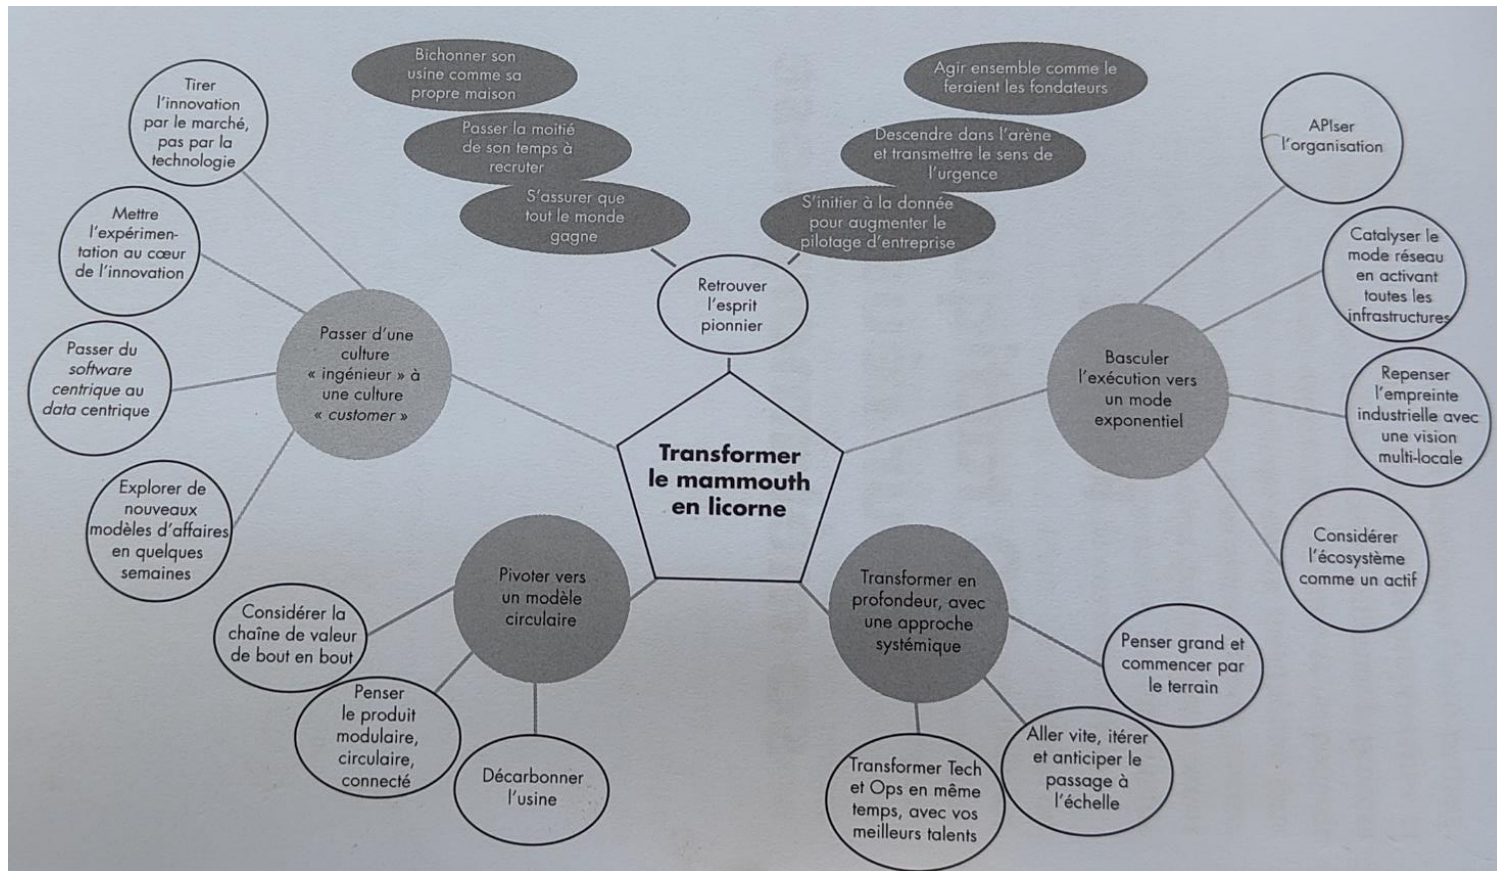 Bichonner son
usine comme sa
propre maison
Passer la moitié
de son temps à
recruter
S'assurer que
tout le monde
gagne
Agir ensemble comme le
feraient les fondateurs
Descendre dans l'arène
et transmettre le sens de
l'urgence
S'initier à la donnée
pour augmenter le
pilotage d'entreprise
Retrouver
l'esprit
pionnier
Tirer
l'innovation
par le marché,
pas par la
technologie
Mettre
l'expérimen-
tation au cœur
de l'innovation
Passer du
software
centrique au
data centrique
Explorer de
nouveaux
modèles d'affaires
en quelques
semaines
Passer d'une
culture
« ingénieur » à
une culture
« customer »
Transformer
le mammouth
en licorne
Basculer
l'exécution vers
un mode
exponentiel
APIser
l'organisation
Catalyser le
mode réseau
en activant
toutes les
infrastructures
Repenser
l'empreinte
industrielle avec
une vision
multi-locale
Considérer
l'écosystème
comme un actif
Pivoter vers
un modèle
circulaire
Considérer la
chaîne de valeur
de bout en bout
Penser
le produit
modulaire,
circulaire,
connecté
Décarbonner
l'usine
Transformer en
profondeur, avec
une approche
systémique
Penser grand et
commencer par
le terrain
Aller vite, itérer
et anticiper le
passage à
l'échelle
Transformer Tech
et Ops en même
temps, avec vos
meilleurs talents